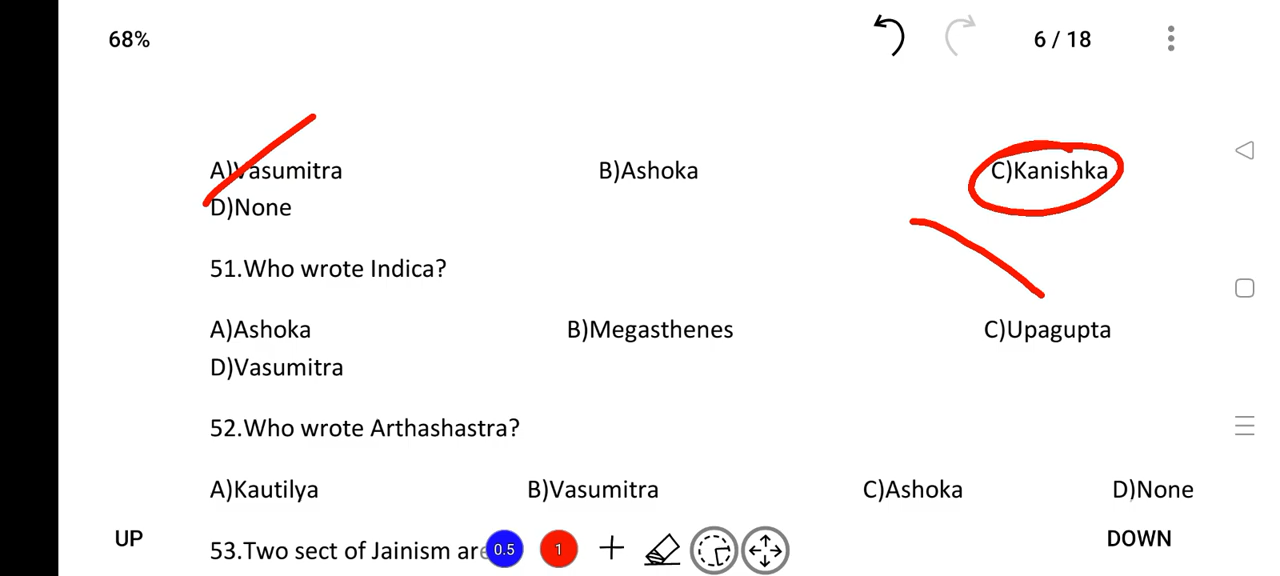 68%
6 / 18
A)Vasumitra B)Ashoka C)Kanishka
D)None
51.Who wrote Indica?
A)Ashoka B)Megasthenes C)Upagupta
D)Vasumitra
52.Who wrote Arthashastra?
A)Kautilya B)Vasumitra C)Ashoka D)None
UP
DOWN
53.Two sect of Jainism are
0.5
1